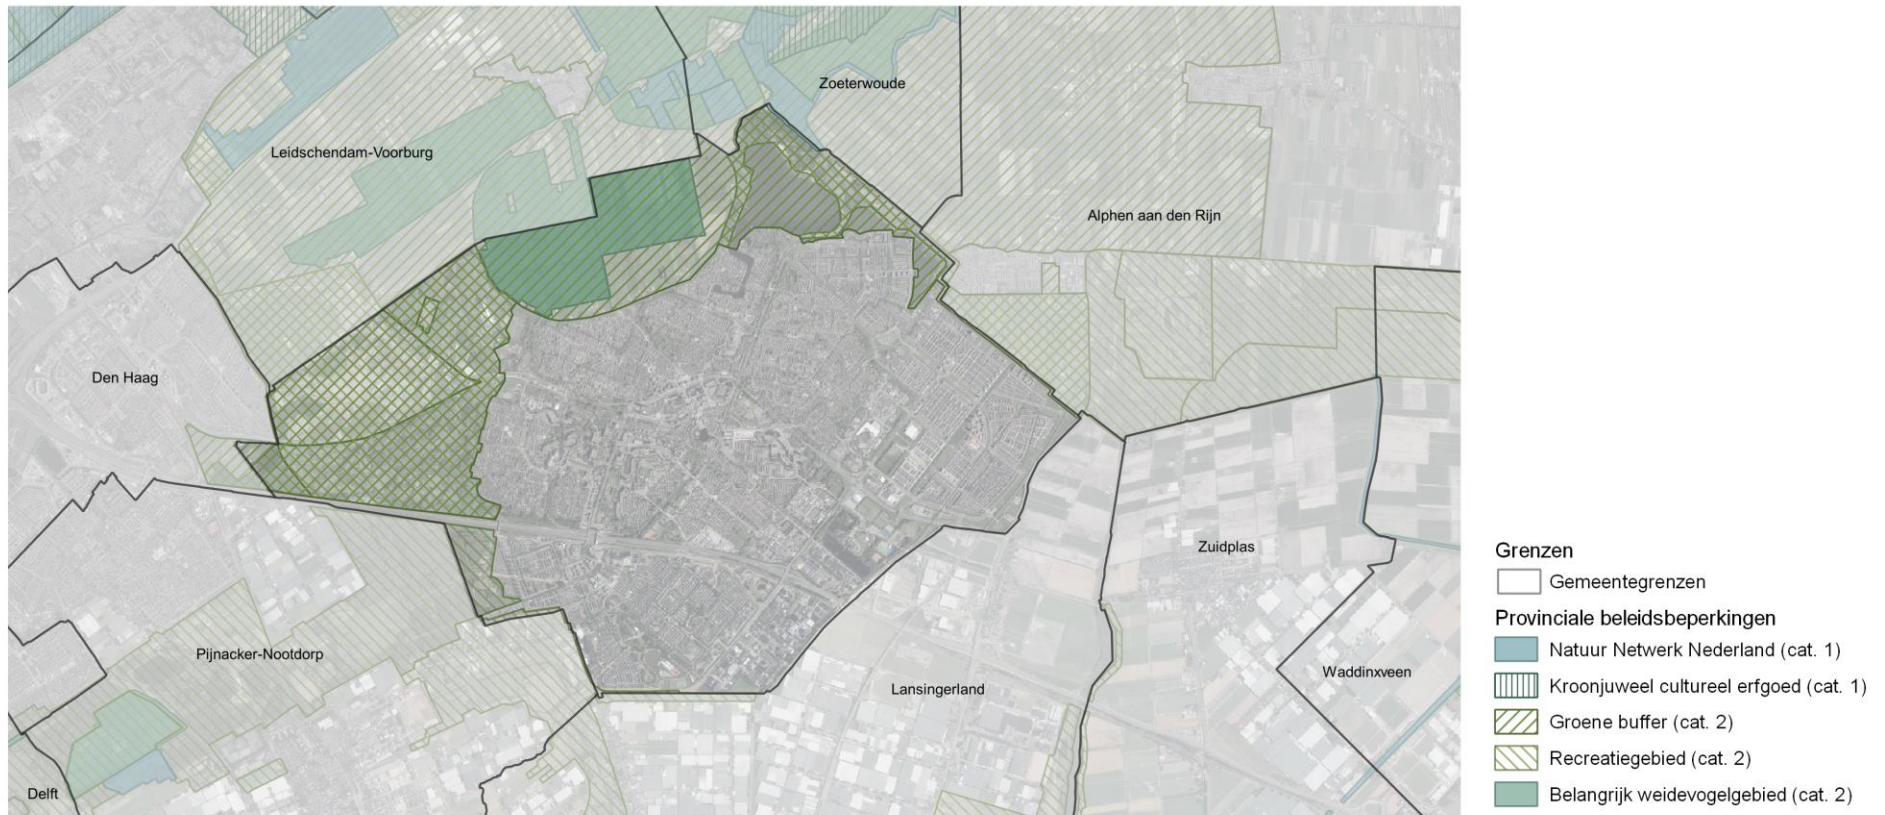 Zoeterwoude
Leidschendam-Voorburg
Alphen aan den Rijn
Den Haag
Zuidplas
Pijnacker-Nootdorp
Waddinxveen
Lansingerland
Delft
Grenzen
Gemeentegrenzen
Provinciale beleidsbeperkingen
Natuur Netwerk Nederland (cat. 1)
Kroonjuweel cultureel erfgoed (cat. 1)
Groene buffer (cat. 2)
Recreatiegebied (cat. 2)
Belangrijk weidevogelgebied (cat. 2)